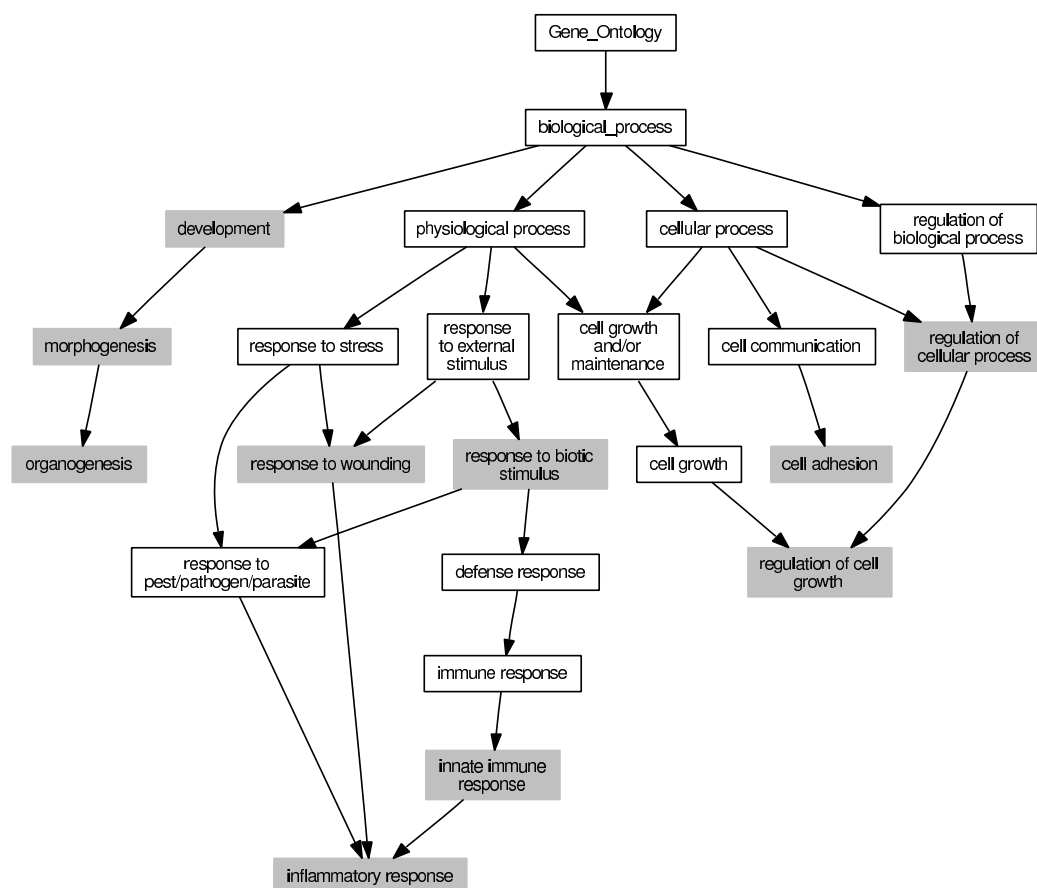 Gene_Ontology
biological_process
development
physiological process
cellular process
regulation of
biological process
morphogenesis
response to stress
response
to external
stimulus
cell growth
and/or
maintenance
cell communication
regulation of
cellular process
organogenesis
response to wounding
response to biotic
stimulus
cell growth
cell adhesion
response to
pest/pathogen/parasite
defense response
regulation of cell
growth
immune response
innate immune
response
inflammatory response